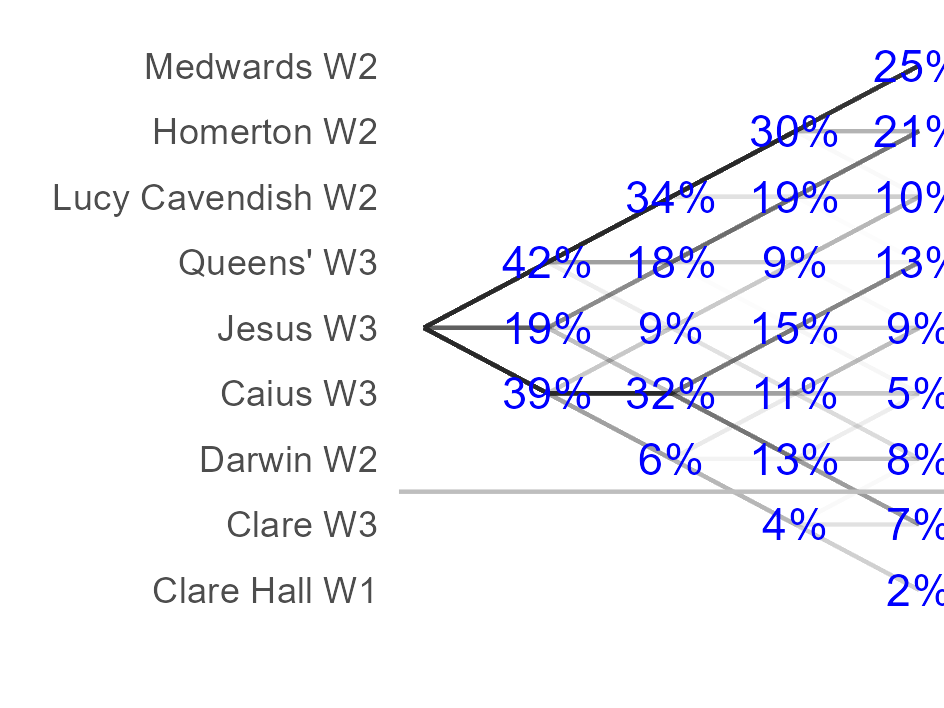 Medwards W2 25%
Homerton W2 30% 21%
Lucy Cavendish W2 34% 19% 10%
Queens' W3 42% 18% 9% 13%
Jesus W3 19% 9% 15% 9%
Caius W3 39% 32% 11% 5%
Darwin W2 6% 13% 8%
Clare W3 4% 7%
Clare Hall W1 2%